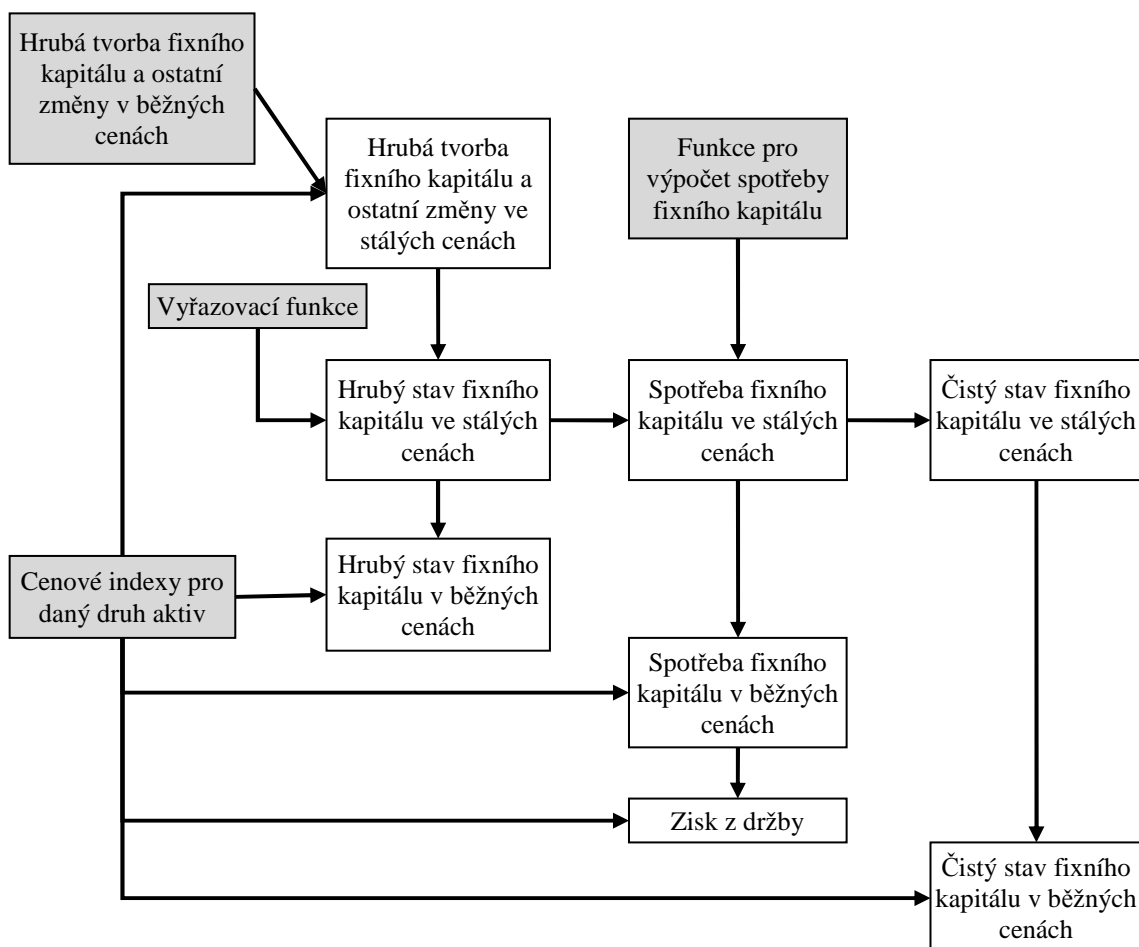 Hrubá tvorba fixního
kapitálu a ostatní
změny v běžných
cenách
Hrubá tvorba
fixního kapitálu a
ostatní změny ve
stálých cenách
Funkce pro
výpočet spotřeby
fixního kapitálu
Vyřazovací funkce
Hrubý stav fixního
kapitálu ve stálých
cenách
Spotřeba fixního
kapitálu ve stálých
cenách
Čistý stav fixního
kapitálu ve stálých
cenách
Cenové indexy pro
daný druh aktiv
Hrubý stav fixního
kapitálu v běžných
cenách
Spotřeba fixního
kapitálu v běžných
cenách
Zisk z držby
Čistý stav fixního
kapitálu v běžných
cenách